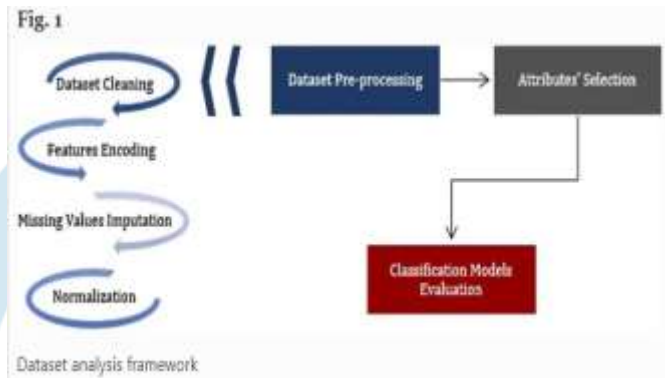 Fig. 1
Dataset Cleaning
Features Encoding
Missing Values Imputation
Normalization
Dataset Pre-processing
Attributes' Selection
Classification Models
Evaluation
Dataset analysis framework